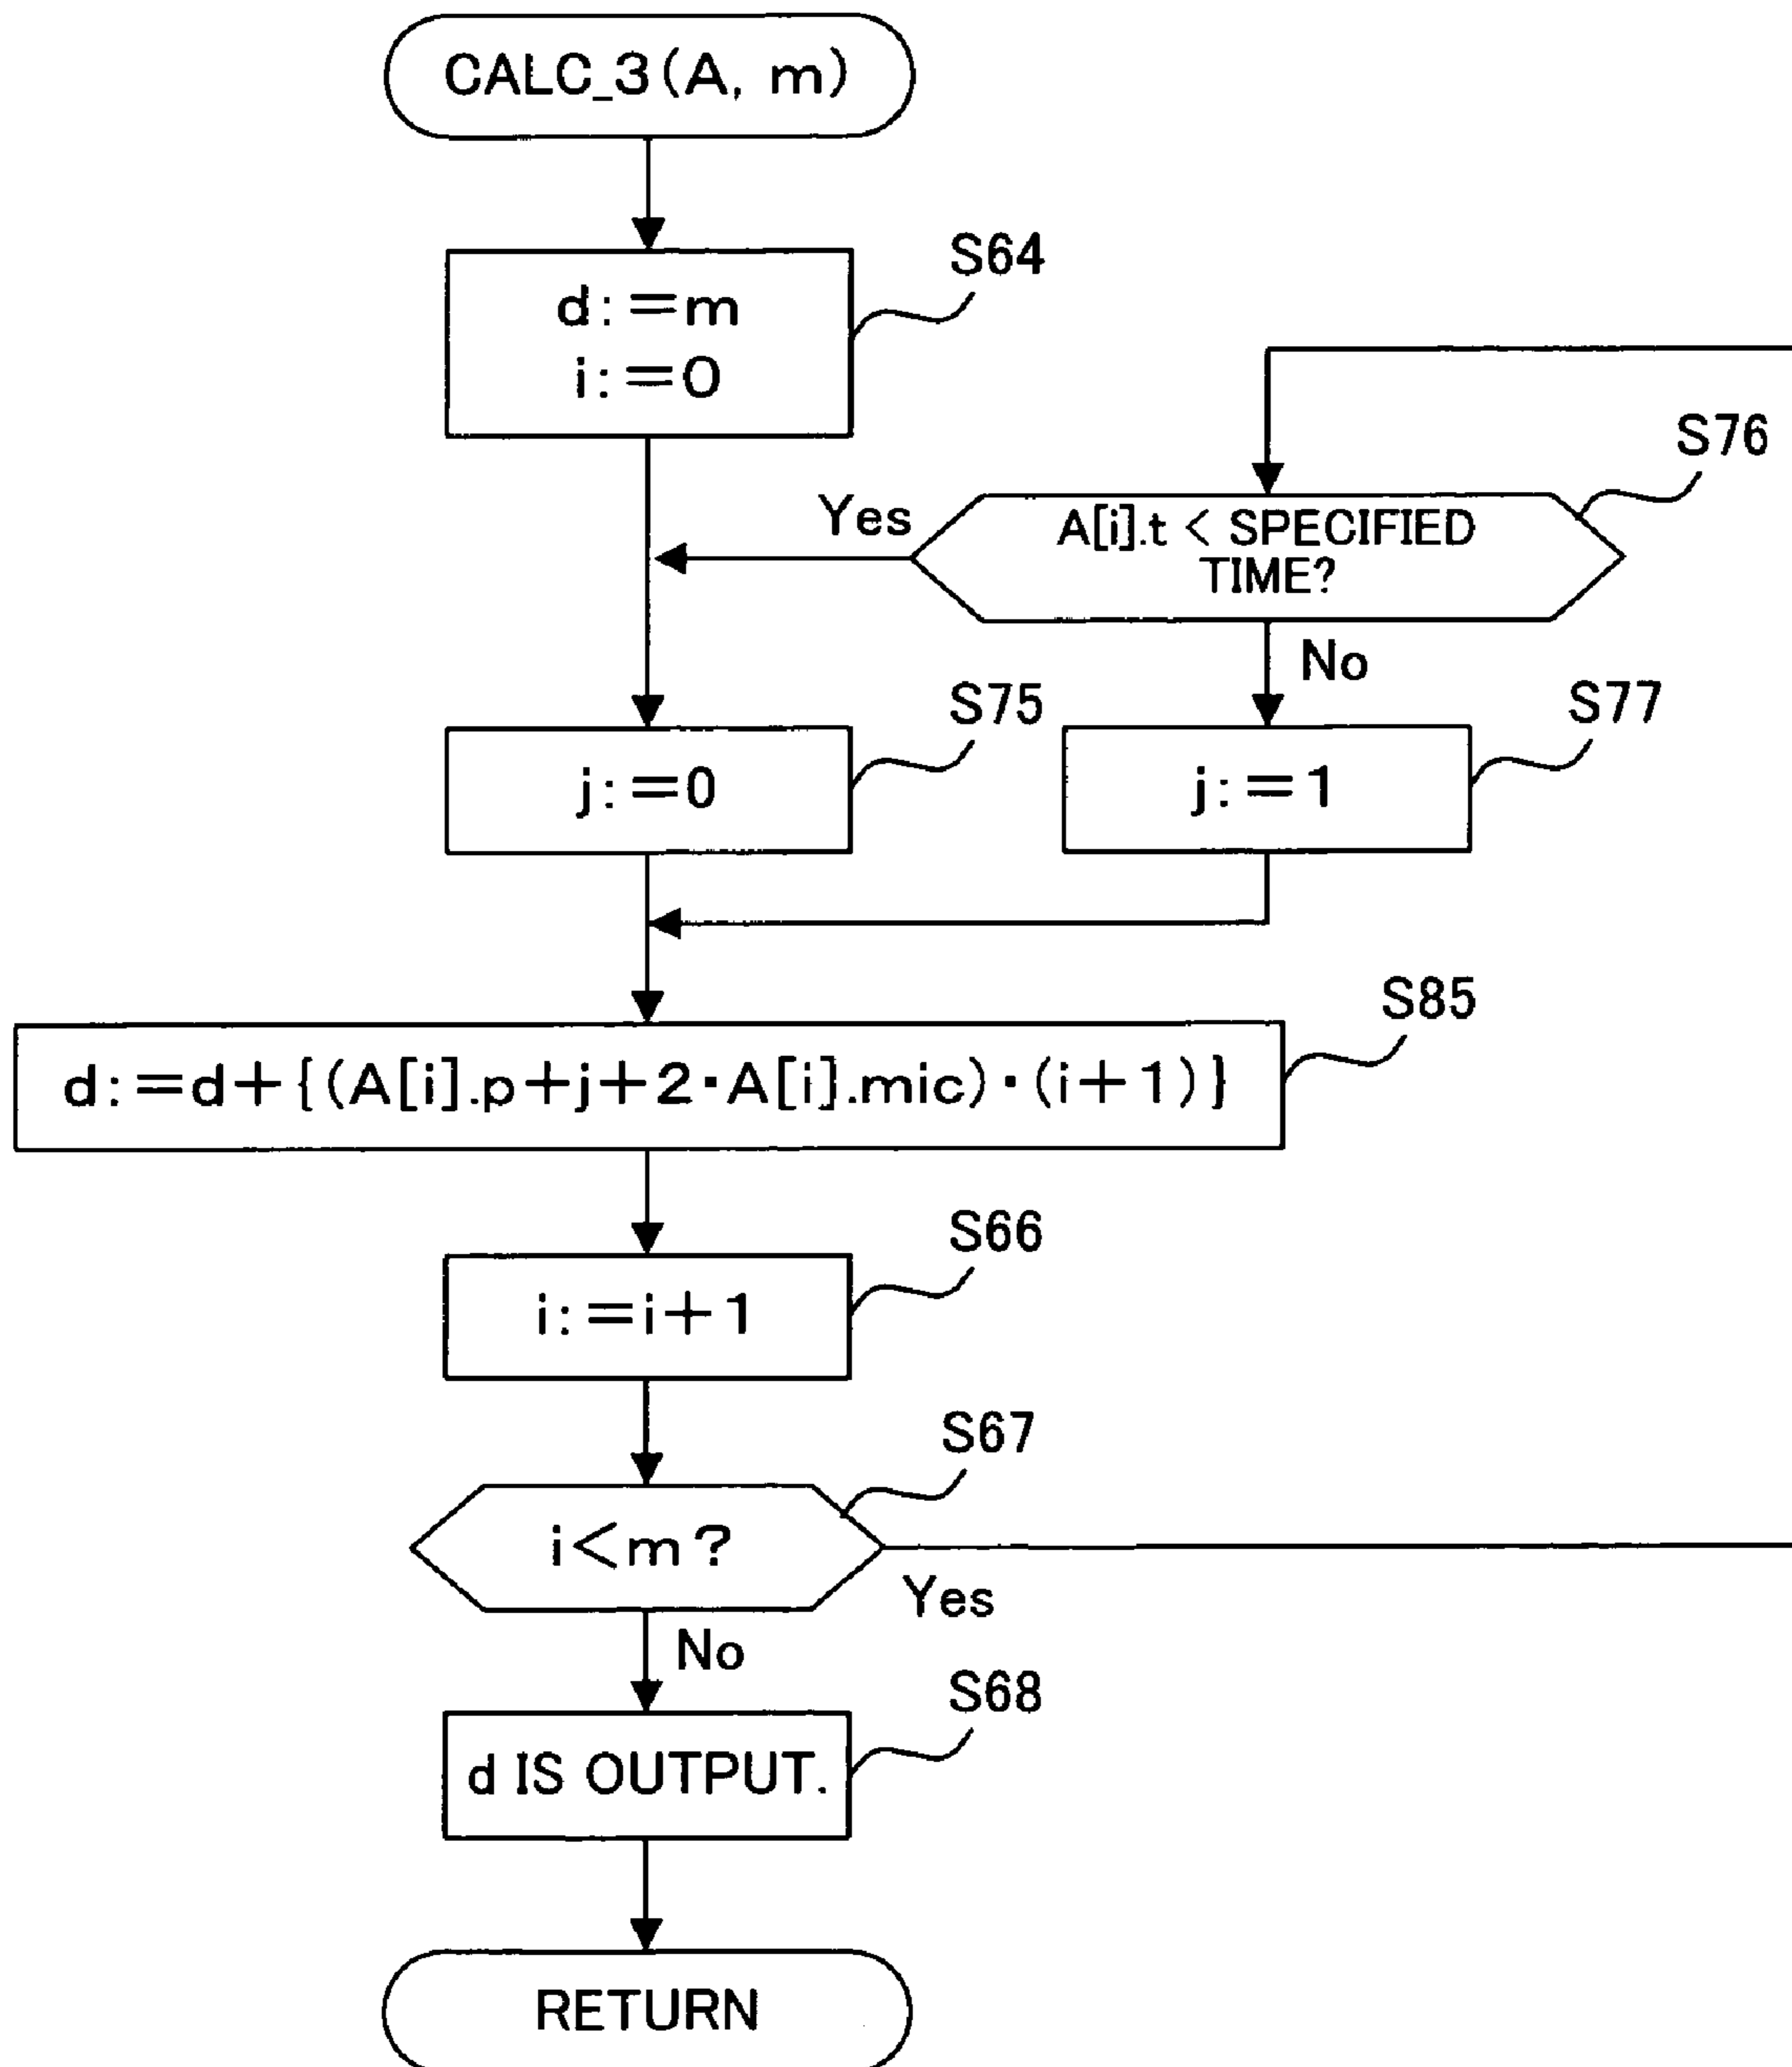 CALC_3(A, m)
S64
d:=m
i:=0
S76
Yes
A[i].t < SPECIFIED
TIME?
No
S75
S77
j:=0
j:=1
S85
d:=d+{(A[i].p+j+2·A[i].mic)·(i+1)}
S66
i:=i+1
S67
i<m?
Yes
No
S68
d IS OUTPUT.
RETURN